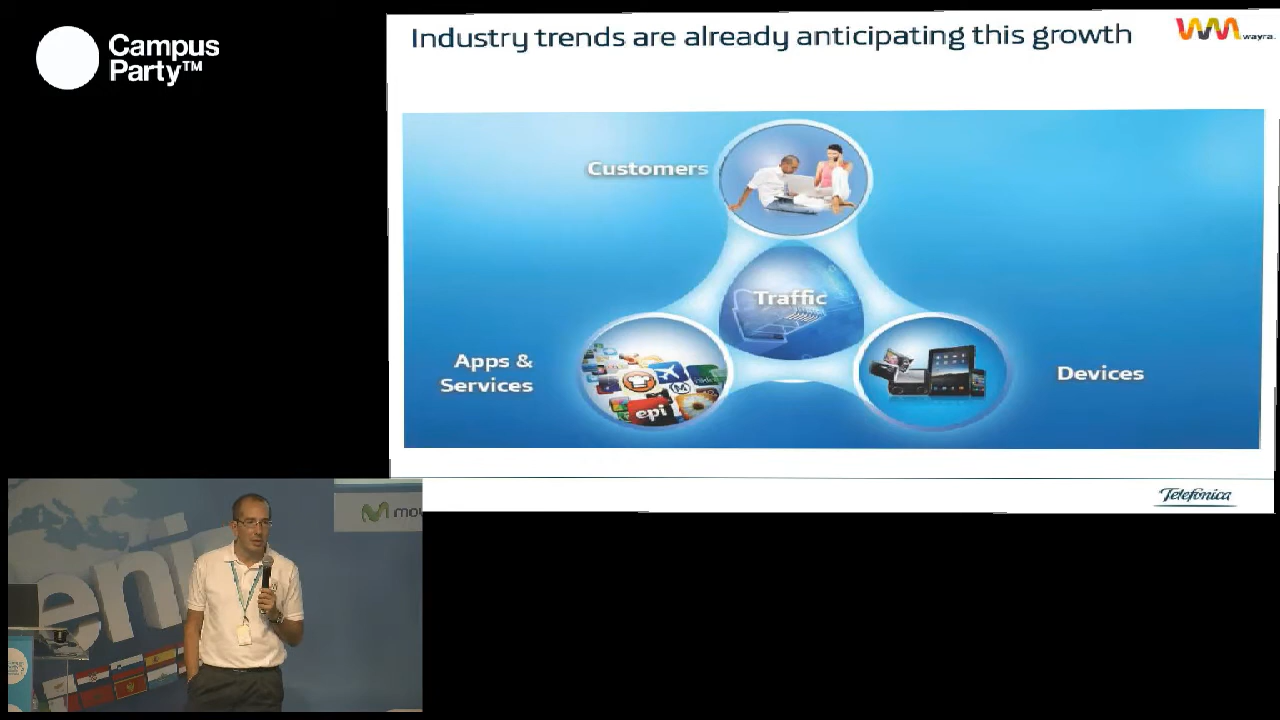 Campus
Party™
Industry trends are already anticipating this growth
wayra
Customers
Traffic
Apps &
Services
epi
Devices
Telefónica